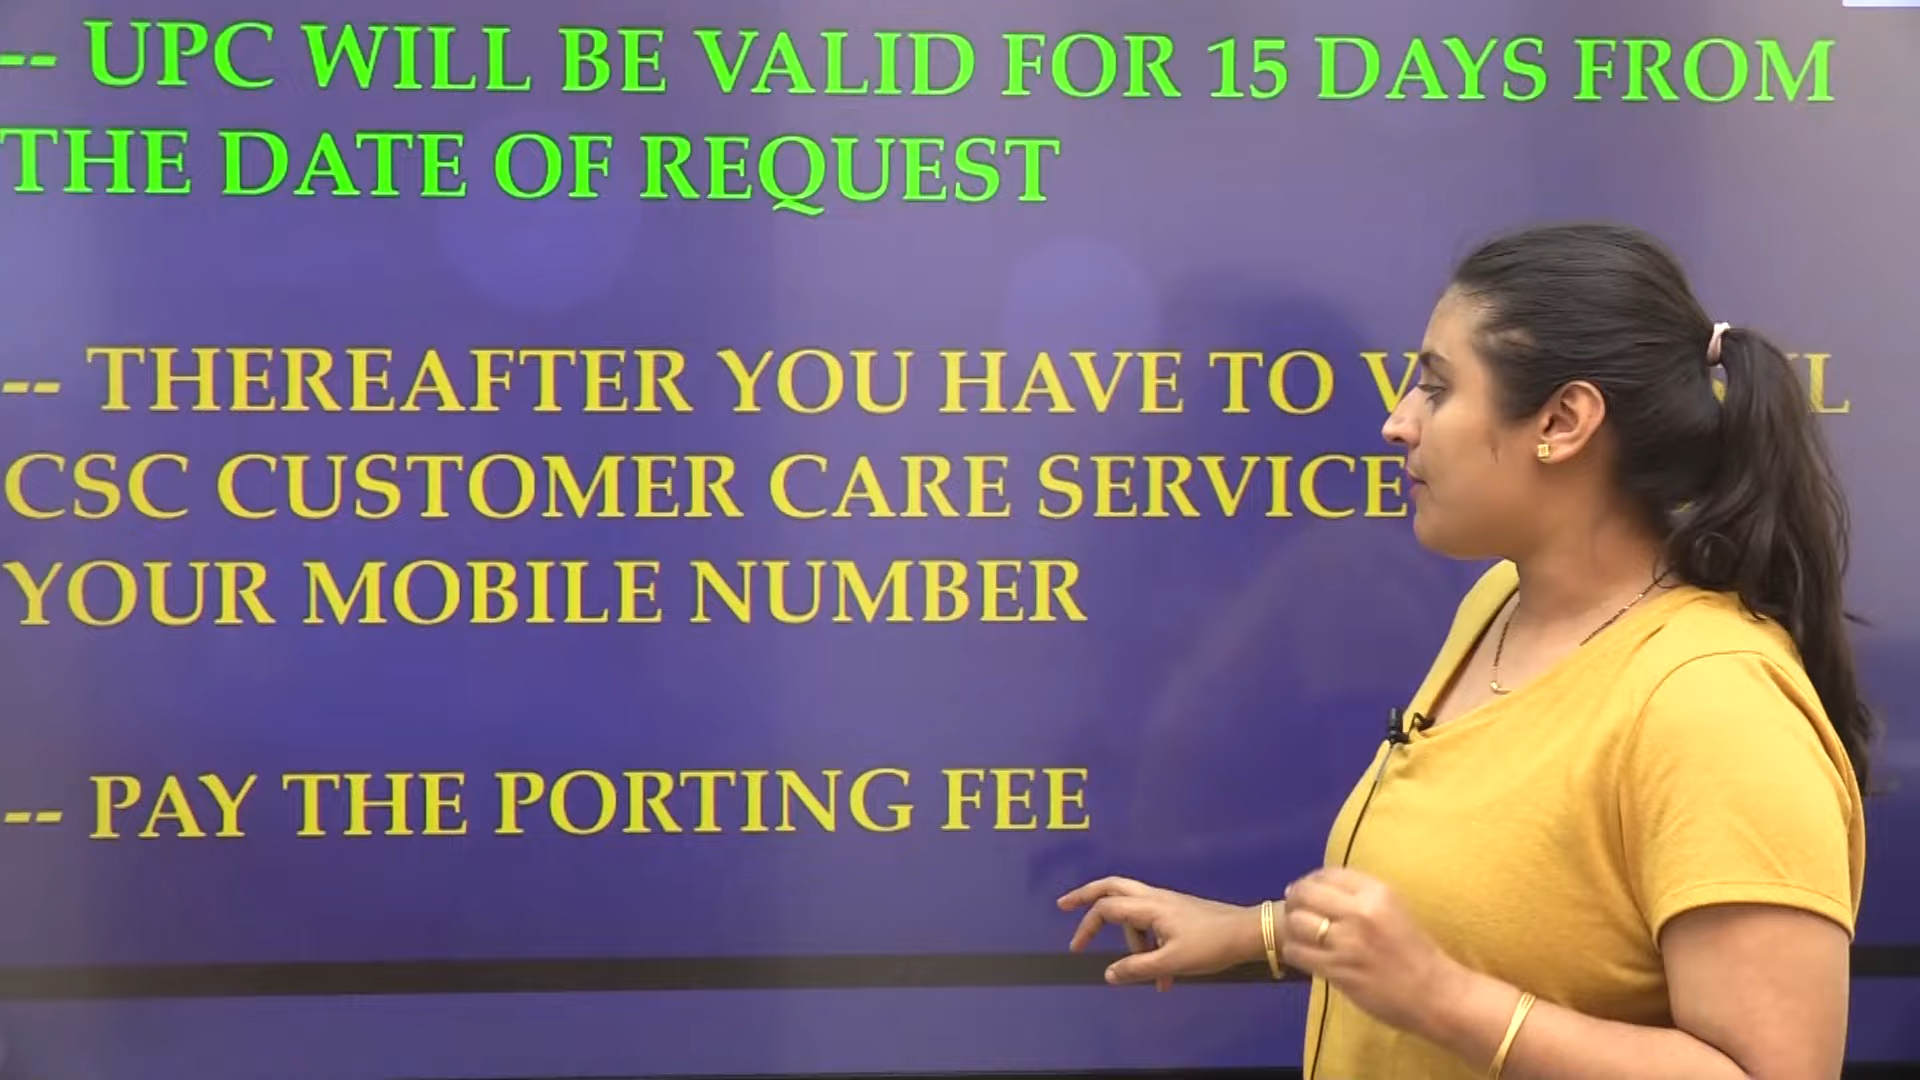 -- UPC WILL BE VALID FOR 15 DAYS FROM
THE DATE OF REQUEST
-- THEREAFTER YOU HAVE TO
CSC CUSTOMER CARE SERVICE
YOUR MOBILE NUMBER
-- PAY THE PORTING FEE